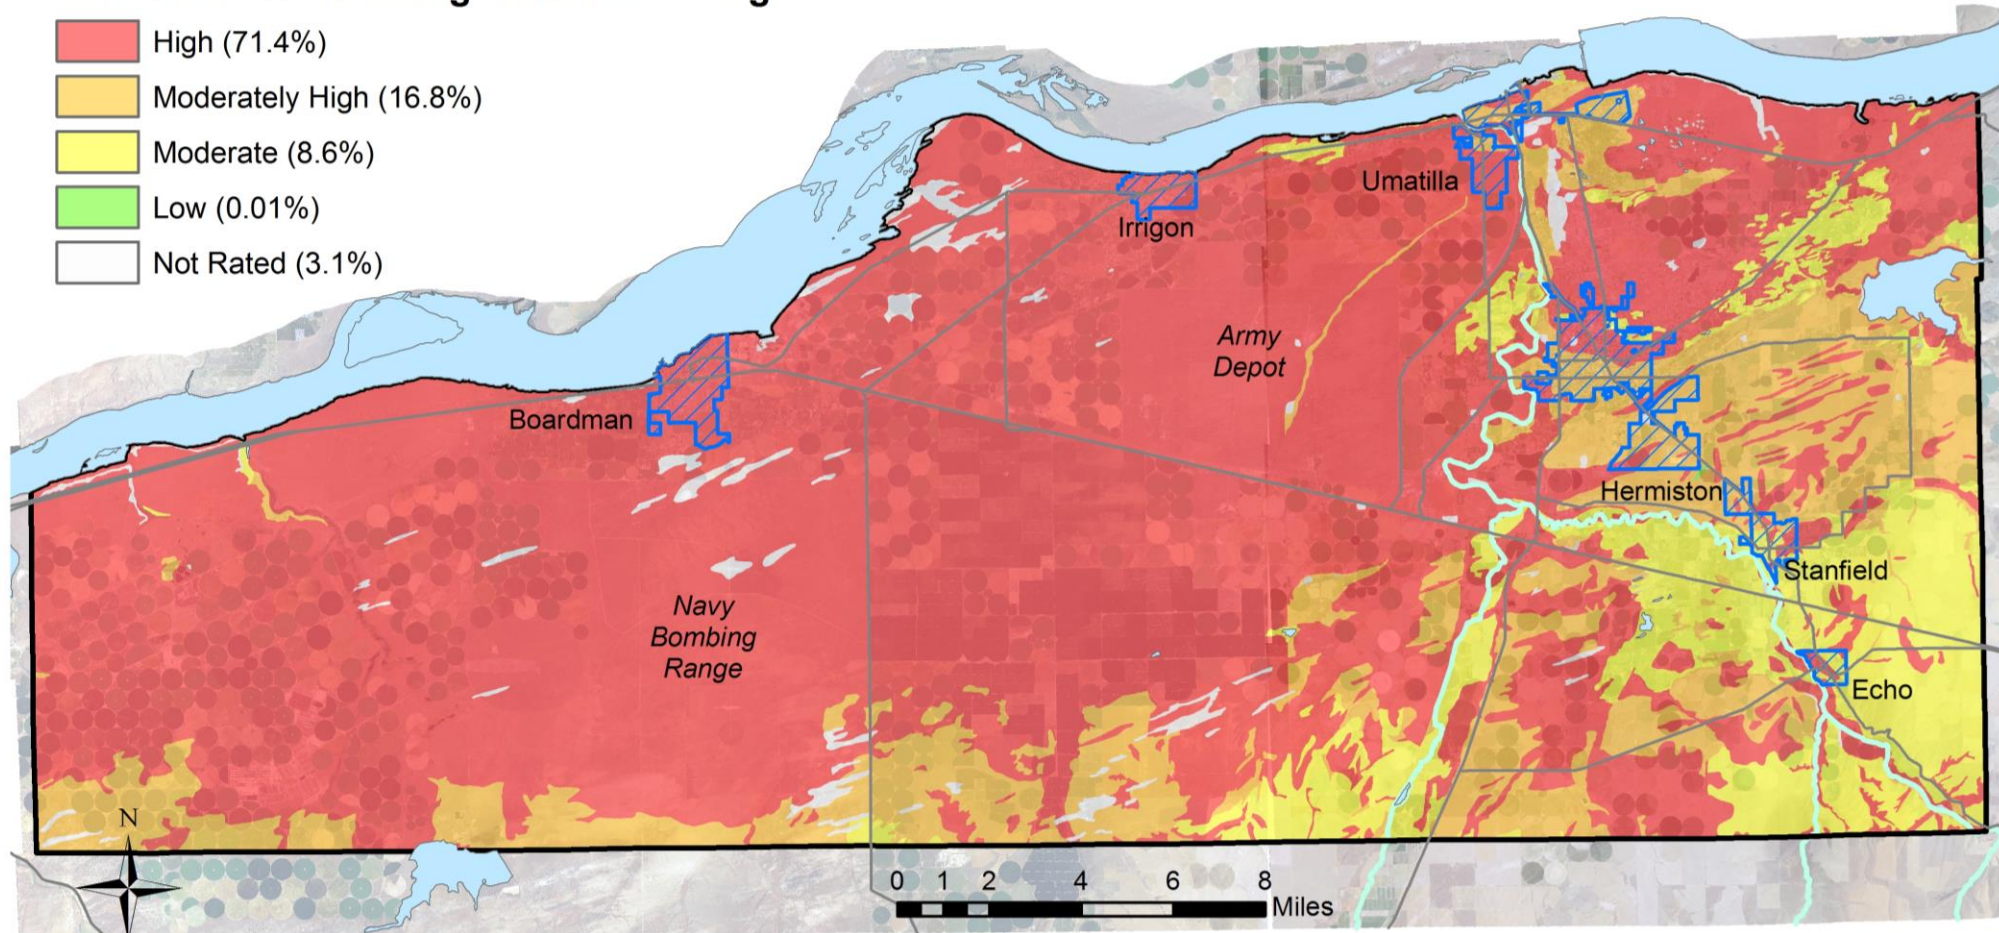 High (71.4%)
Moderately High (16.8%)
Moderate (8.6%)
Low (0.01%)
Not Rated (3.1%)
Umatilla
Irrigon
Army
Depot
Boardman
Hermiston
Stanfield
Navy
Bombing
Range
Echo
N
0 1 2 4 6 8
Miles